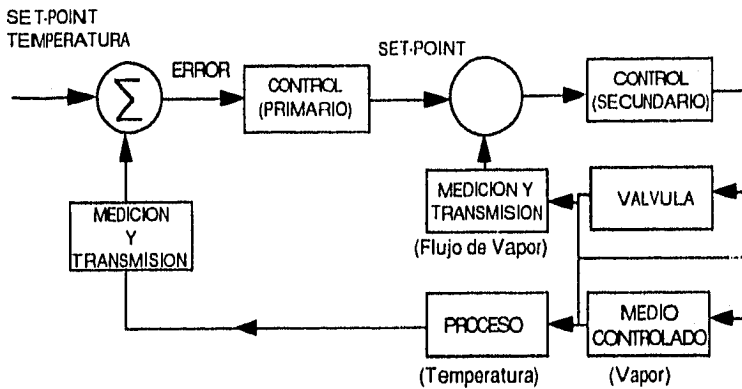 SET-POINT
TEMPERATURA
ERROR
CONTROL
(PRIMARIO)
SET-POINT
CONTROL
(SECUNDARIO)
Σ
MEDICION
Y
TRANSMISION
MEDICION Y
TRANSMISION
(Flujo de Vapor)
VALVULA
PROCESO
(Temperatura)
MEDIO
CONTROLADO
(Vapor)